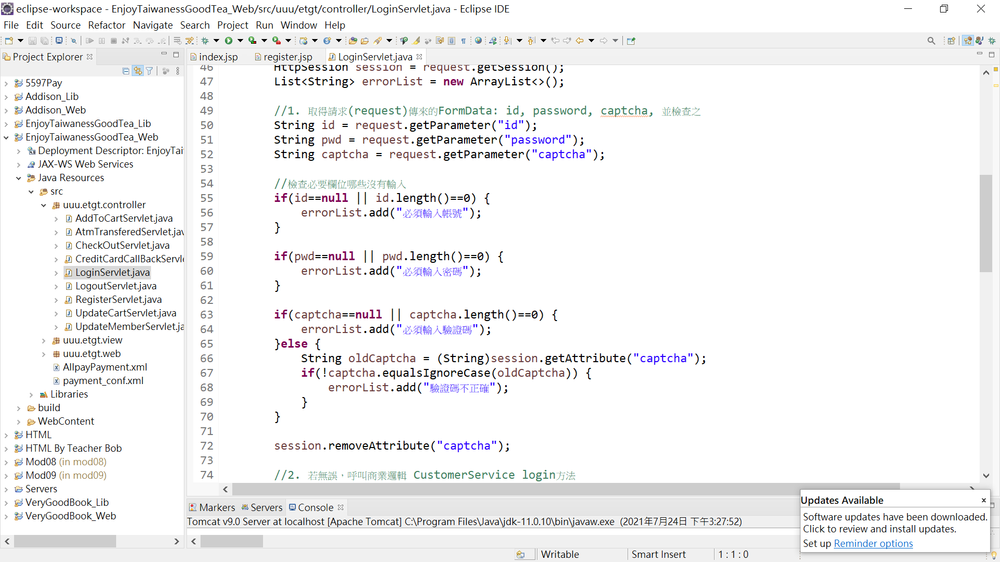 eclipse-workspace - EnjoyTaiwanessGoodTea_Web/src/uuu/etgt/controller/LoginServlet.java - Eclipse IDE
File Edit Source Refactor Navigate Search Project Run Window Help
Project Explorer
index.jsp register.jsp LoginServlet.java
5597Pay
Addison_Lib
Addison_Web
EnjoyTaiwanessGoodTea_Lib
EnjoyTaiwanessGoodTea_Web
Deployment Descriptor: EnjoyTai
JAX-WS Web Services
Java Resources
src
uuu.etgt.controller
AddToCartServlet.java
AtmTransferedServlet.jav
CheckOutServlet.java
CreditCardCallBackServle
LoginServlet.java
LogoutServlet.java
RegisterServlet.java
UpdateCartServlet.java
UpdateMemberServlet.ja
uuu.etgt.view
uuu.etgt.web
AllpayPayment.xml
payment_conf.xml
Libraries
build
WebContent
HTML
HTML By Teacher Bob
Mod08 (in mod08)
Mod09 (in mod09)
Servers
VeryGoodBook_Lib
VeryGoodBook_Web
46 HttpSession session = request.getSession();
47 List<String> errorList = new ArrayList<>();
48
49 //1. 取得請求(request)傳來的FormData: id, password, captcha, 並檢查之
50 String id = request.getParameter("id");
51 String pwd = request.getParameter("password");
52 String captcha = request.getParameter("captcha");
53
54 //檢查必要欄位哪些沒有輸入
55 if(id==null || id.length()==0) {
56 errorList.add("必須輸入帳號");
57 }
58
59 if(pwd==null || pwd.length()==0) {
60 errorList.add("必須輸入密碼");
61 }
62
63 if(captcha==null || captcha.length()==0) {
64 errorList.add("必須輸入驗證碼");
65 }else {
66 String oldCaptcha = (String)session.getAttribute("captcha");
67 if(!captcha.equalsIgnoreCase(oldCaptcha)) {
68 errorList.add("驗證碼不正確");
69 }
70 }
71
72 session.removeAttribute("captcha");
73
74 //2. 若無誤，呼叫商業邏輯 CustomerService login方法
Markers Servers Console
Tomcat v9.0 Server at localhost [Apache Tomcat] C:\Program Files\Java\jdk-11.0.10\bin\javaw.exe (2021年7月24日 下午3:27:52)
Updates Available
Software updates have been downloaded.
Click to review and install updates.
Set up Reminder options
Writable Smart Insert 1 : 1 : 0